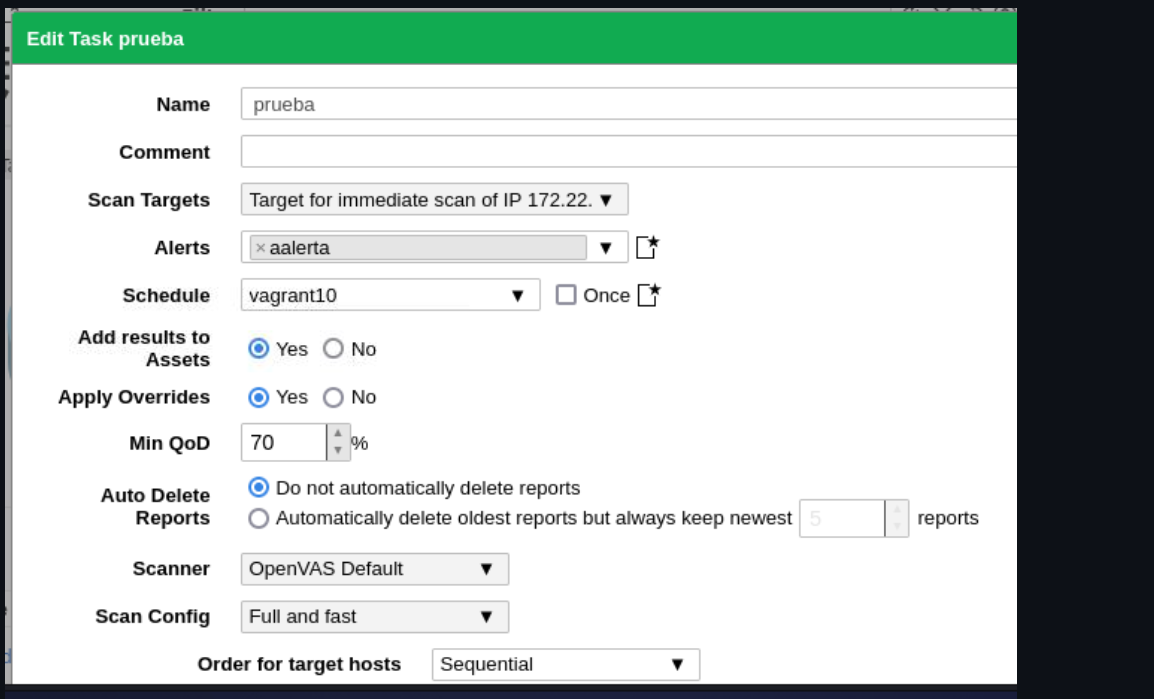 Edit Task prueba
Name prueba
Comment
Scan Targets Target for immediate scan of IP 172.22.
Alerts × aalerta
Schedule vagrant10 Once
Add results to Assets Yes No
Apply Overrides Yes No
Min QoD 70 %
Auto Delete Reports Do not automatically delete reports
Automatically delete oldest reports but always keep newest 5 reports
Scanner OpenVAS Default
Scan Config Full and fast
Order for target hosts Sequential